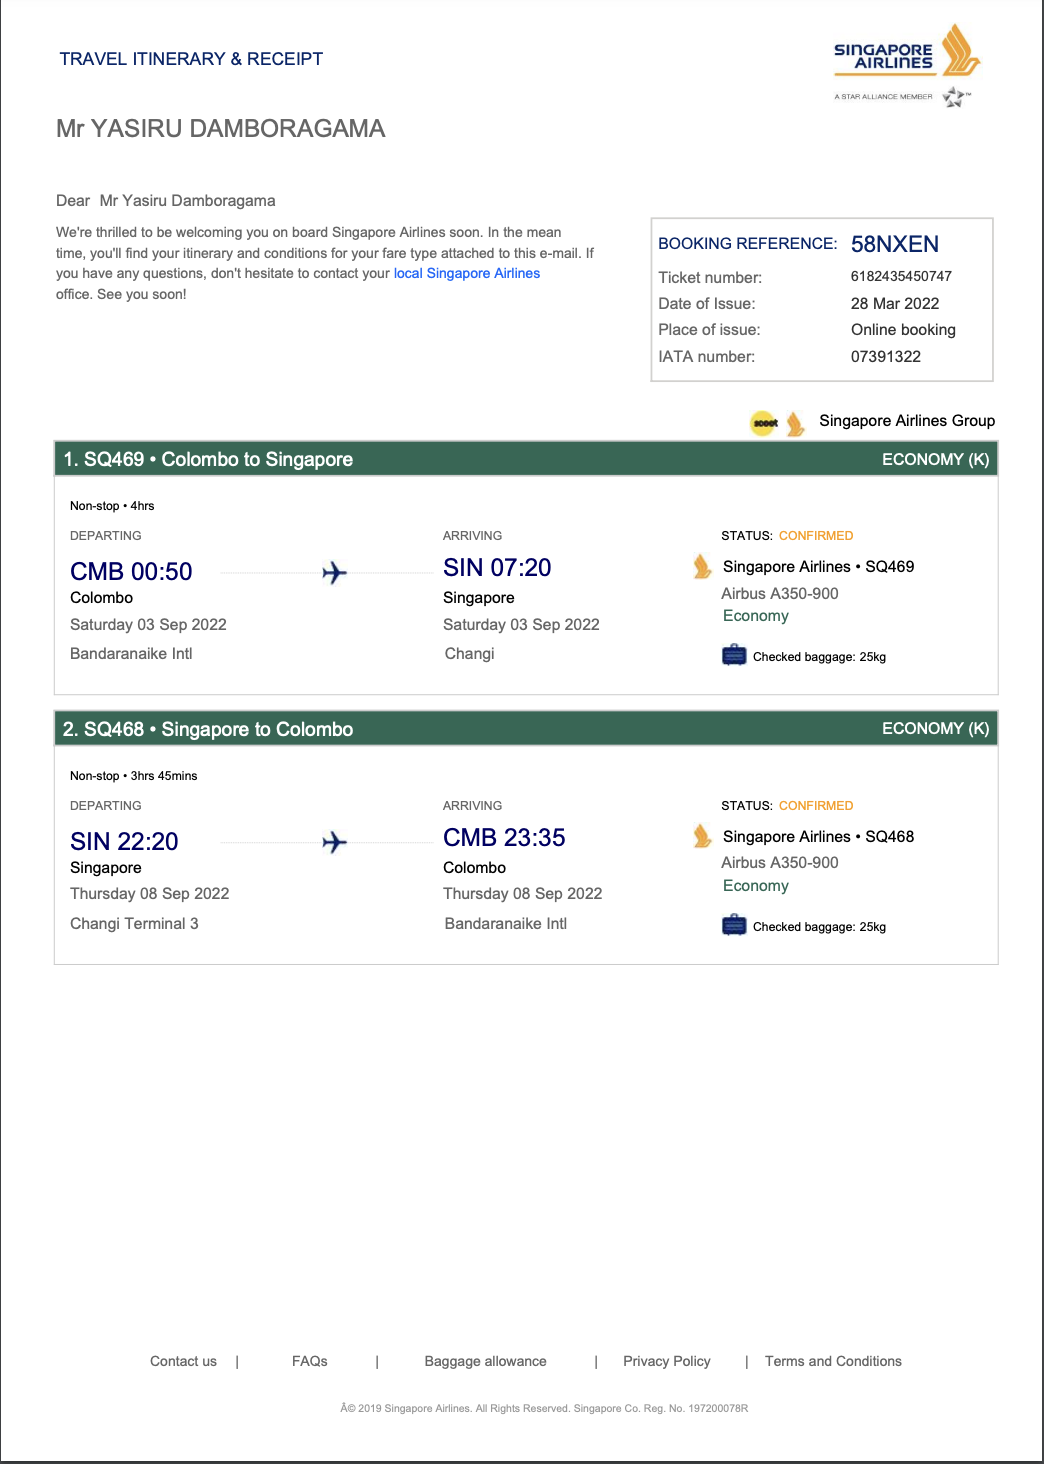 TRAVEL ITINERARY & RECEIPT
SINGAPORE
AIRLINES
A STAR ALLIANCE MEMBER ™
Mr YASIRU DAMBORAGAMA
Dear Mr Yasiru Damboragama
We're thrilled to be welcoming you on board Singapore Airlines soon. In the mean
time, you'll find your itinerary and conditions for your fare type attached to this e-mail. If
you have any questions, don't hesitate to contact your local Singapore Airlines
office. See you soon!
BOOKING REFERENCE: 58NXEN
Ticket number: 6182435450747
Date of Issue: 28 Mar 2022
Place of issue: Online booking
IATA number: 07391322
scoot Singapore Airlines Group
1. SQ469 • Colombo to Singapore ECONOMY (K)
Non-stop • 4hrs
DEPARTING ARRIVING STATUS: CONFIRMED
CMB 00:50 SIN 07:20 Singapore Airlines • SQ469
Colombo Singapore Airbus A350-900
Saturday 03 Sep 2022 Saturday 03 Sep 2022 Economy
Bandaranaike Intl Changi Checked baggage: 25kg
2. SQ468 • Singapore to Colombo ECONOMY (K)
Non-stop • 3hrs 45mins
DEPARTING ARRIVING STATUS: CONFIRMED
SIN 22:20 CMB 23:35 Singapore Airlines • SQ468
Singapore Colombo Airbus A350-900
Thursday 08 Sep 2022 Thursday 08 Sep 2022 Economy
Changi Terminal 3 Bandaranaike Intl Checked baggage: 25kg
Contact us | FAQs | Baggage allowance | Privacy Policy | Terms and Conditions
Â© 2019 Singapore Airlines. All Rights Reserved. Singapore Co. Reg. No. 197200078R